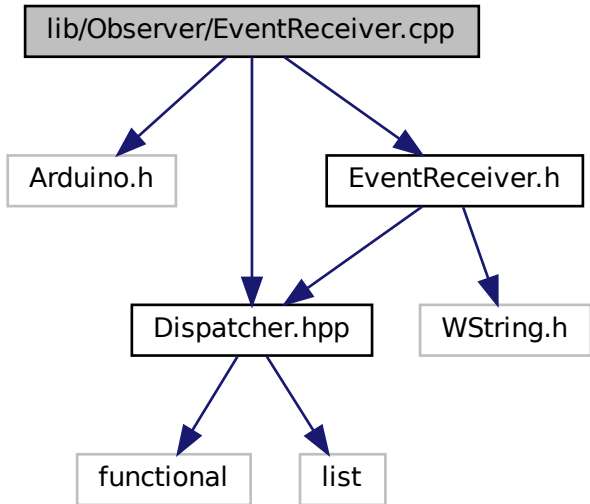 lib/Observer/EventReceiver.cpp
Arduino.h
EventReceiver.h
Dispatcher.hpp
WString.h
functional
list